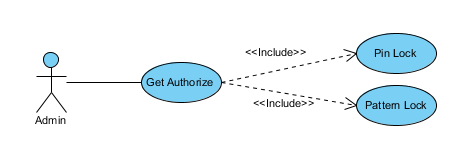 <<Include>>
Pin Lock
Get Authorize
<<Include>>
Pattern Lock
Admin